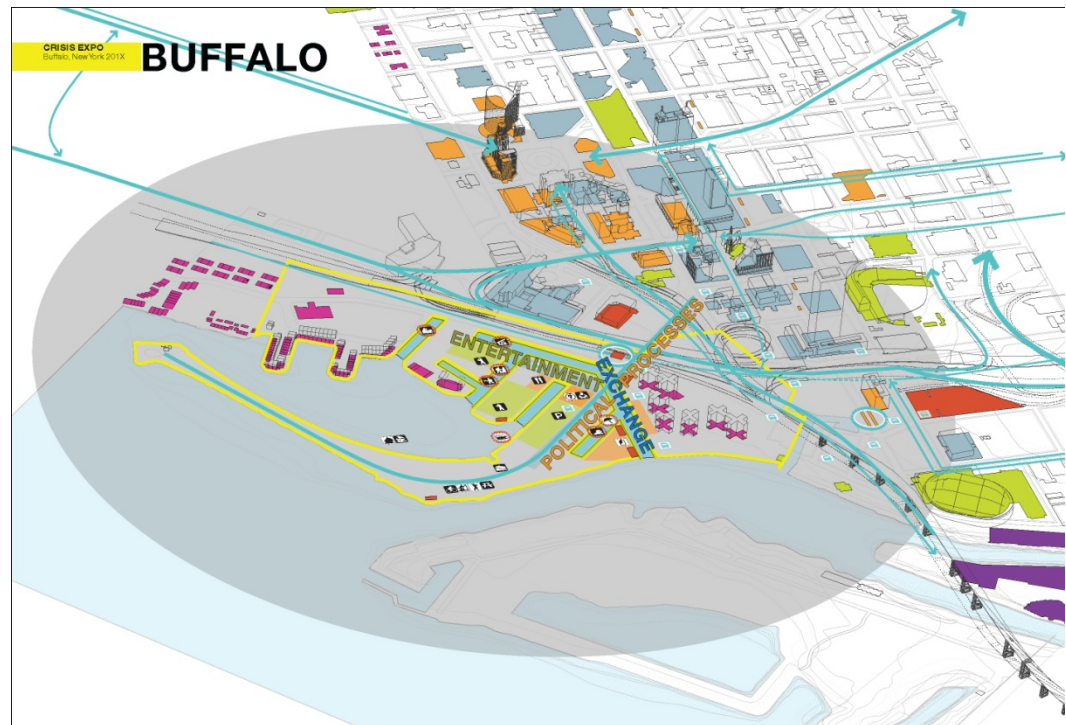 CRISIS EXPO
Buffalo, New York 201X
BUFFALO
ENTERTAINMENT
POLITICAL PROCESSES
EXCHANGE